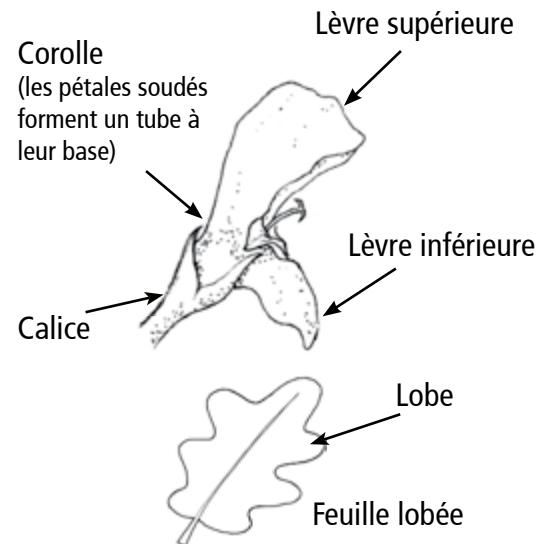 Lèvre supérieure
Corolle
(les pétales soudés
forment un tube à
leur base)
Lèvre inférieure
Calice
Lobe
Feuille lobée